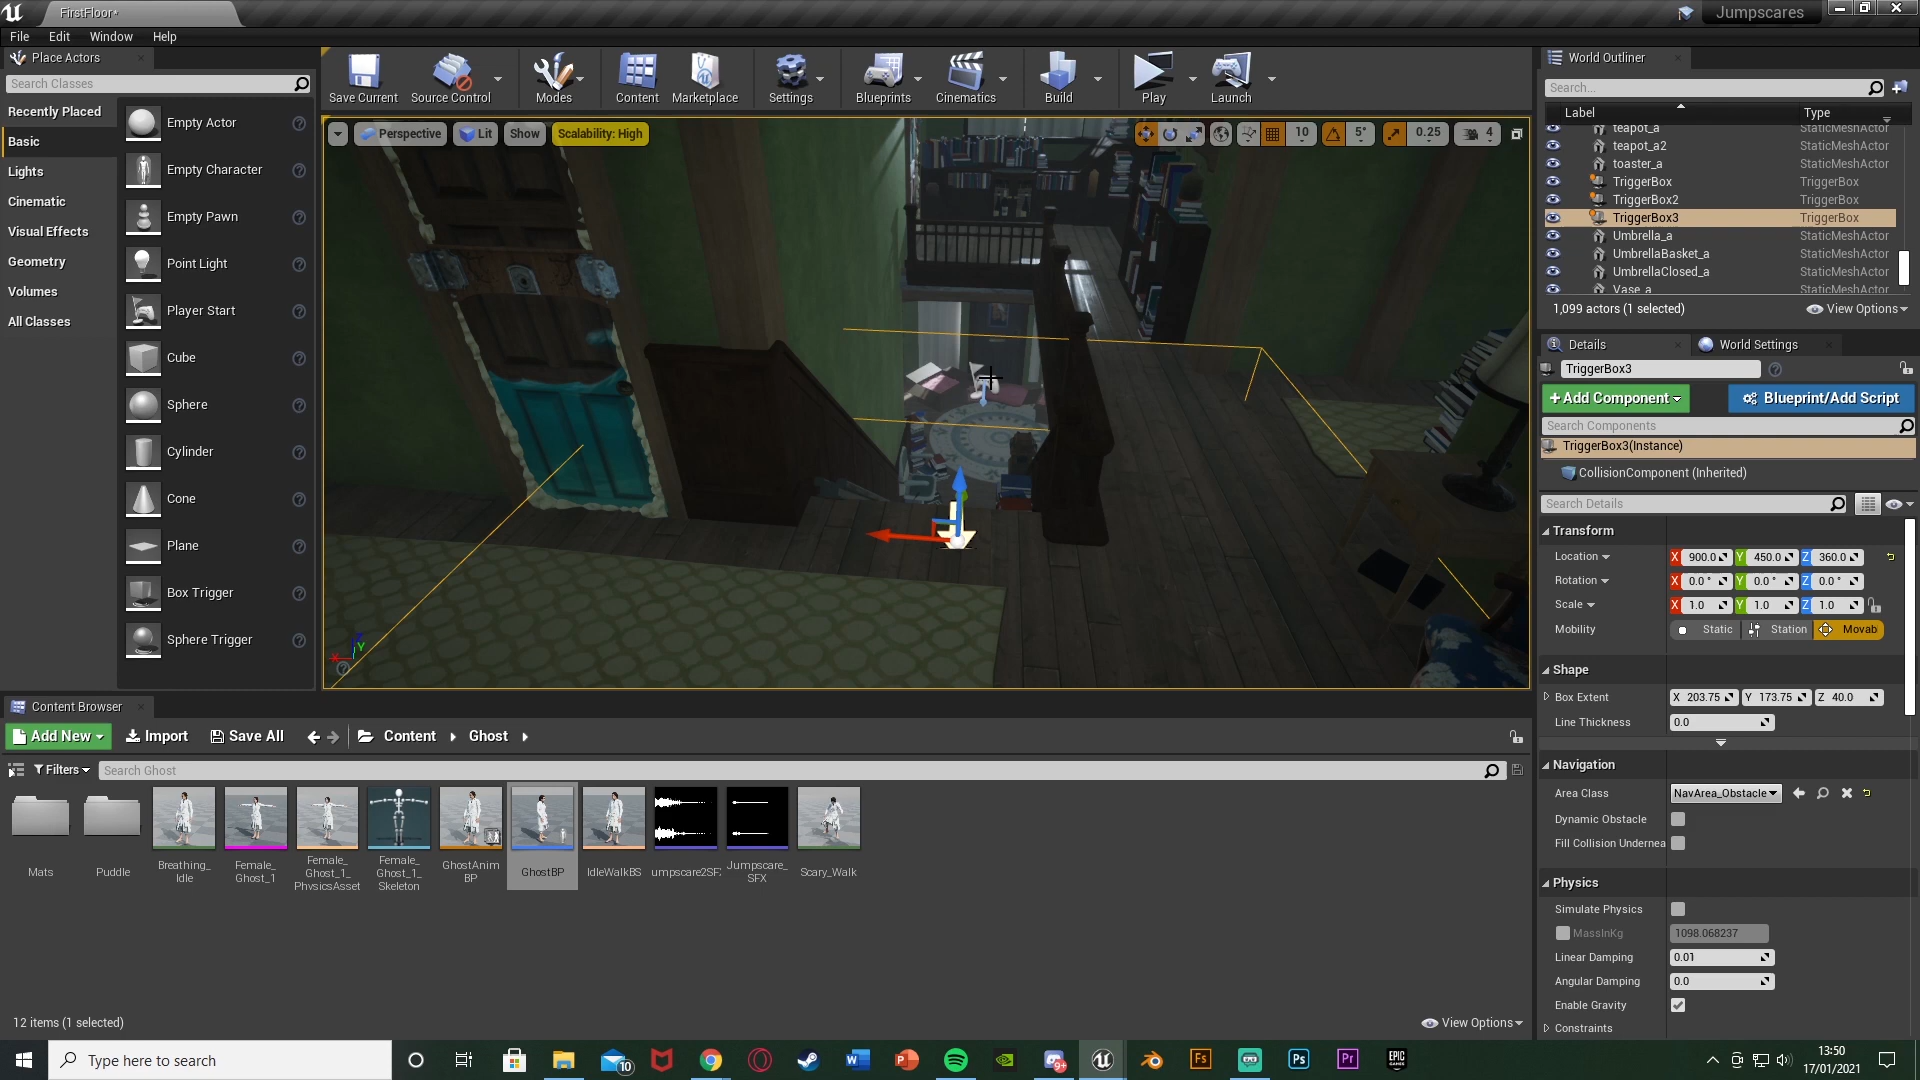 FirstFloor*
Jumpscares
File Edit Window Help
Place Actors
Search Classes
Recently Placed
Basic
Lights
Cinematic
Visual Effects
Geometry
Volumes
All Classes
Empty Actor
Empty Character
Empty Pawn
Point Light
Player Start
Cube
Sphere
Cylinder
Cone
Plane
Box Trigger
Sphere Trigger
Save Current Source Control Modes Content Marketplace Settings Blueprints Cinematics Build Play Launch
Perspective Lit Show Scalability: High
10 5° 0.25 4
World Outliner
Search...
Label Type
teapot_a StaticMeshActor
teapot_a2 StaticMeshActor
toaster_a StaticMeshActor
TriggerBox TriggerBox
TriggerBox2 TriggerBox
TriggerBox3 TriggerBox
Umbrella_a StaticMeshActor
UmbrellaBasket_a StaticMeshActor
UmbrellaClosed_a StaticMeshActor
Vase_a StaticMeshActor
1,099 actors (1 selected) View Options
Details World Settings
TriggerBox3
+Add Component Blueprint/Add Script
Search Components
TriggerBox3(Instance)
CollisionComponent (Inherited)
Search Details
Transform
Location X 900.0 Y 450.0 Z 360.0
Rotation X 0.0 ° Y 0.0 ° Z 0.0 °
Scale X 1.0 Y 1.0 Z 1.0
Mobility Static Station Movab
Shape
Box Extent X 203.75 Y 173.75 Z 40.0
Line Thickness 0.0
Navigation
Area Class NavArea_Obstacle
Dynamic Obstacle
Fill Collision Undernea
Physics
Simulate Physics
MassInKg 1098.068237
Linear Damping 0.01
Angular Damping 0.0
Enable Gravity
Constraints
X Y
Content Browser
Add New Import Save All Content Ghost
Filters Search Ghost
Mats
Puddle
Breathing_
Idle
Female_
Ghost_1
Female_
Ghost_1_
PhysicsAsset
Female_
Ghost_1_
Skeleton
GhostAnim
BP
GhostBP
IdleWalkBS
umpscare2SF
Jumpscare_
SFX
Scary_Walk
12 items (1 selected) View Options
Type here to search
10
9+
Fs
Ps
Pr
EPIC
GAMES
13:50
17/01/2021